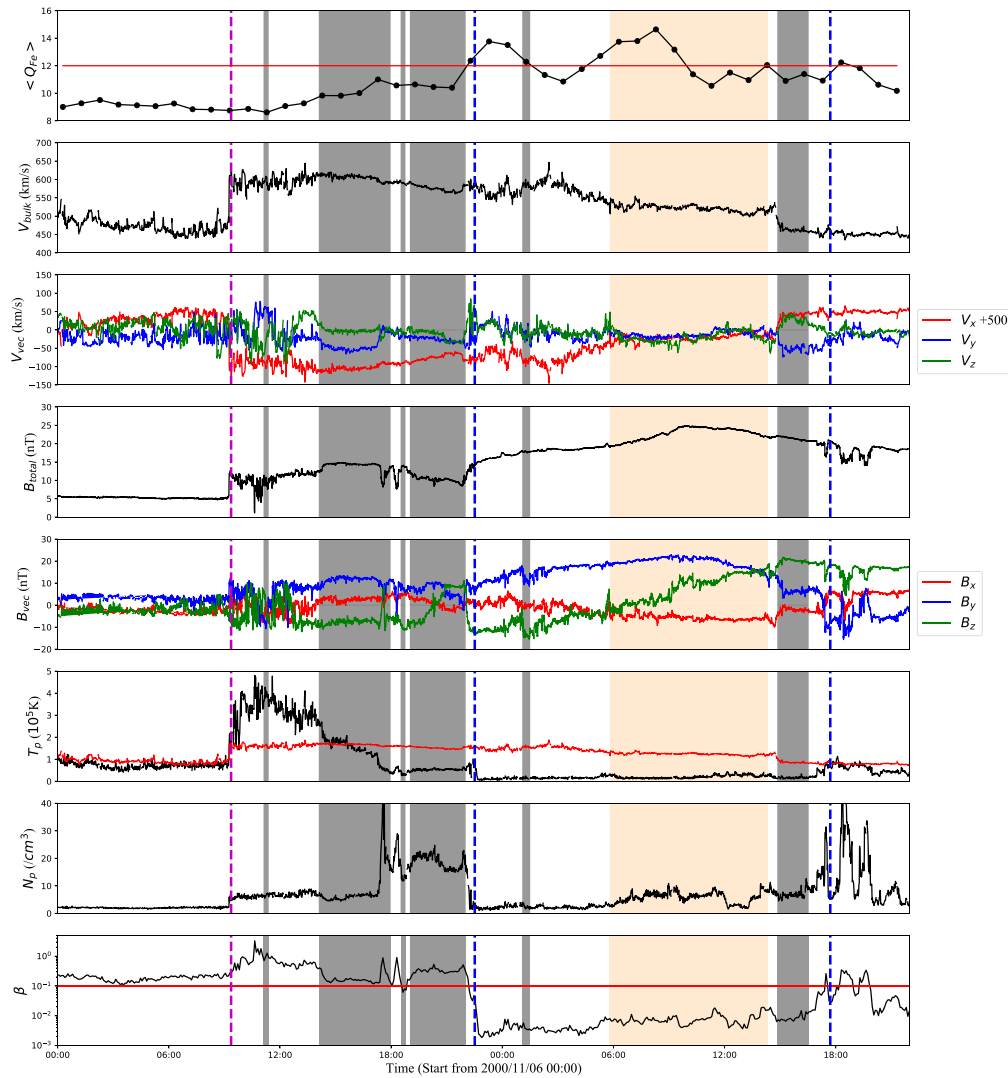 16
14
12
10
8
< Q_Fe >
700
650
600
550
500
450
400
V_bulk (km/s)
150
100
50
0
−50
−100
−150
V_vec (km/s)
V_x +500
V_y
V_z
30
25
20
15
10
5
0
B_total (nT)
30
20
10
0
−10
−20
B_vec (nT)
B_x
B_y
B_z
5
4
3
2
1
0
T_p (10^5K)
40
30
20
10
0
N_p (/cm^3)
10^0
10^-1
10^-2
10^-3
β
00:00 06:00 12:00 18:00 00:00 06:00 12:00 18:00
Time (Start from 2000/11/06 00:00)